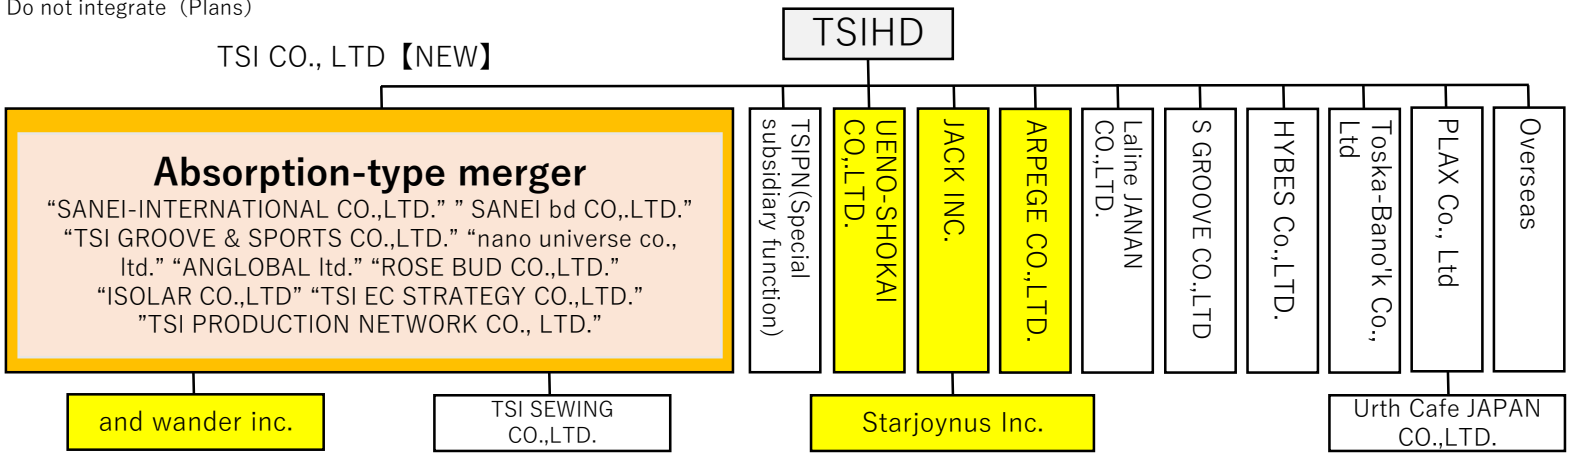 Do not integrate（Plans）
TSIHD
TSI CO., LTD【NEW】
Absorption-type merger
“SANEI-INTERNATIONAL CO.,LTD.” ” SANEI bd CO,.LTD.”
“TSI GROOVE & SPORTS CO.,LTD.” “nano universe co.,
ltd.” “ANGLOBAL ltd.” “ROSE BUD CO.,LTD.”
“ISOLAR CO.,LTD” “TSI EC STRATEGY CO.,LTD.”
”TSI PRODUCTION NETWORK CO., LTD.”
TSIPN(Special
subsidiary function)
UENO-SHOKAI
CO,.LTD.
JACK INC.
ARPEGE CO.,LTD.
Laline JANAN
CO.,LTD.
S GROOVE CO.,LTD
HYBES Co.,LTD.
Toska-Bano'k Co.,
Ltd
PLAX Co., Ltd
Overseas
and wander inc.
TSI SEWING
CO.,LTD.
Starjoynus Inc.
Urth Cafe JAPAN
CO.,LTD.